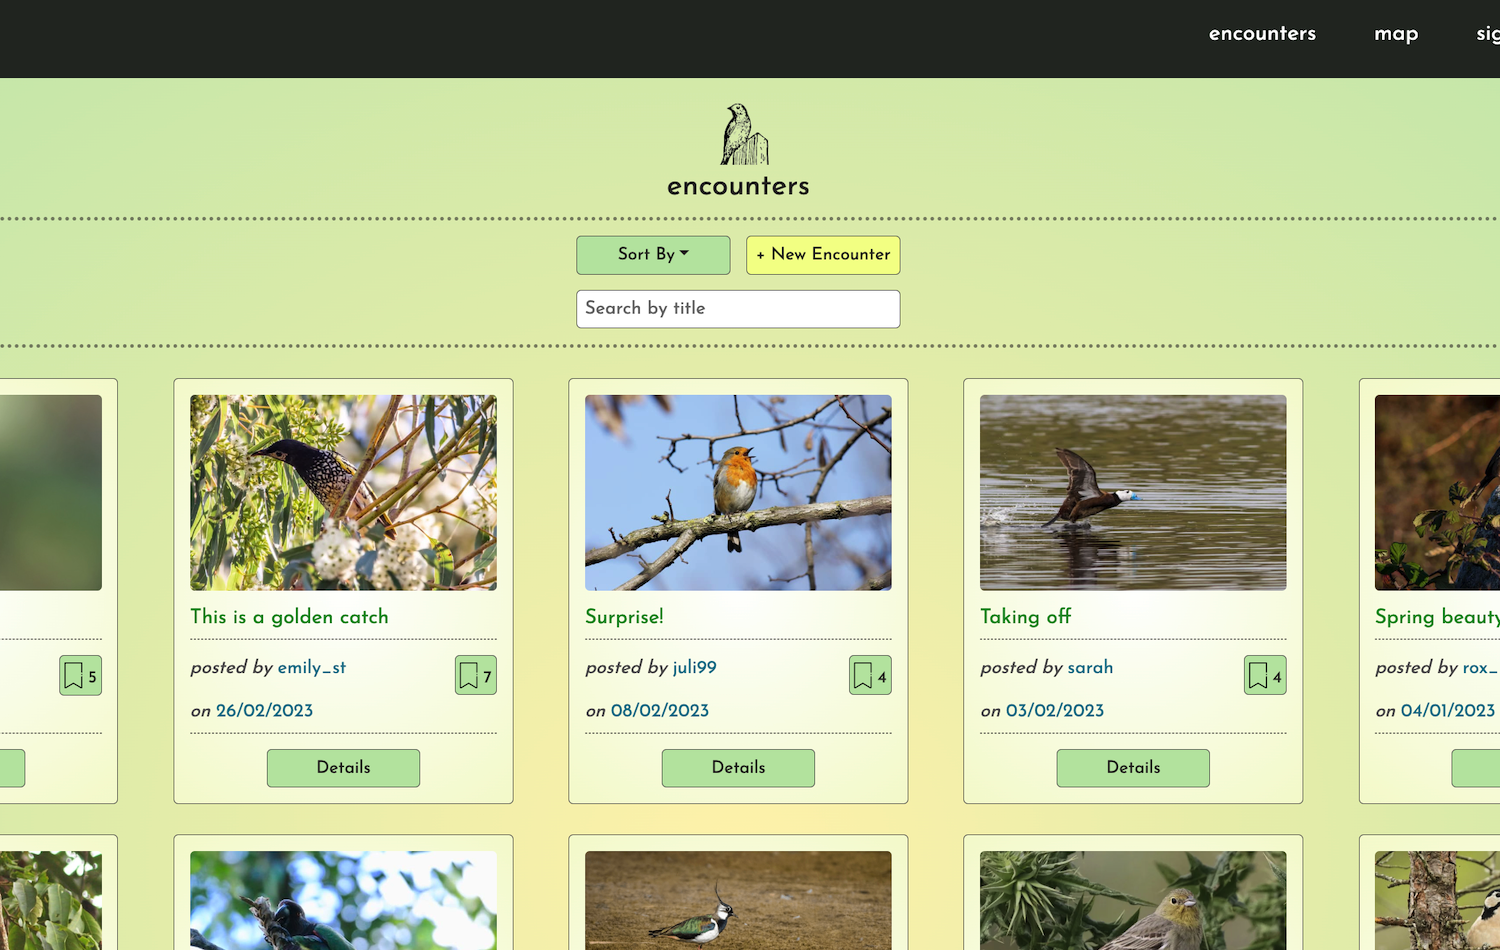 encounters map
encounters
Sort By + New Encounter
Search by title
This is a golden catch
Surprise!
Taking off
Spring beauty
5
posted by emily_st
7
posted by juli99
4
posted by sarah
4
posted by rox_
on 26/02/2023
on 08/02/2023
on 03/02/2023
on 04/01/2023
Details
Details
Details